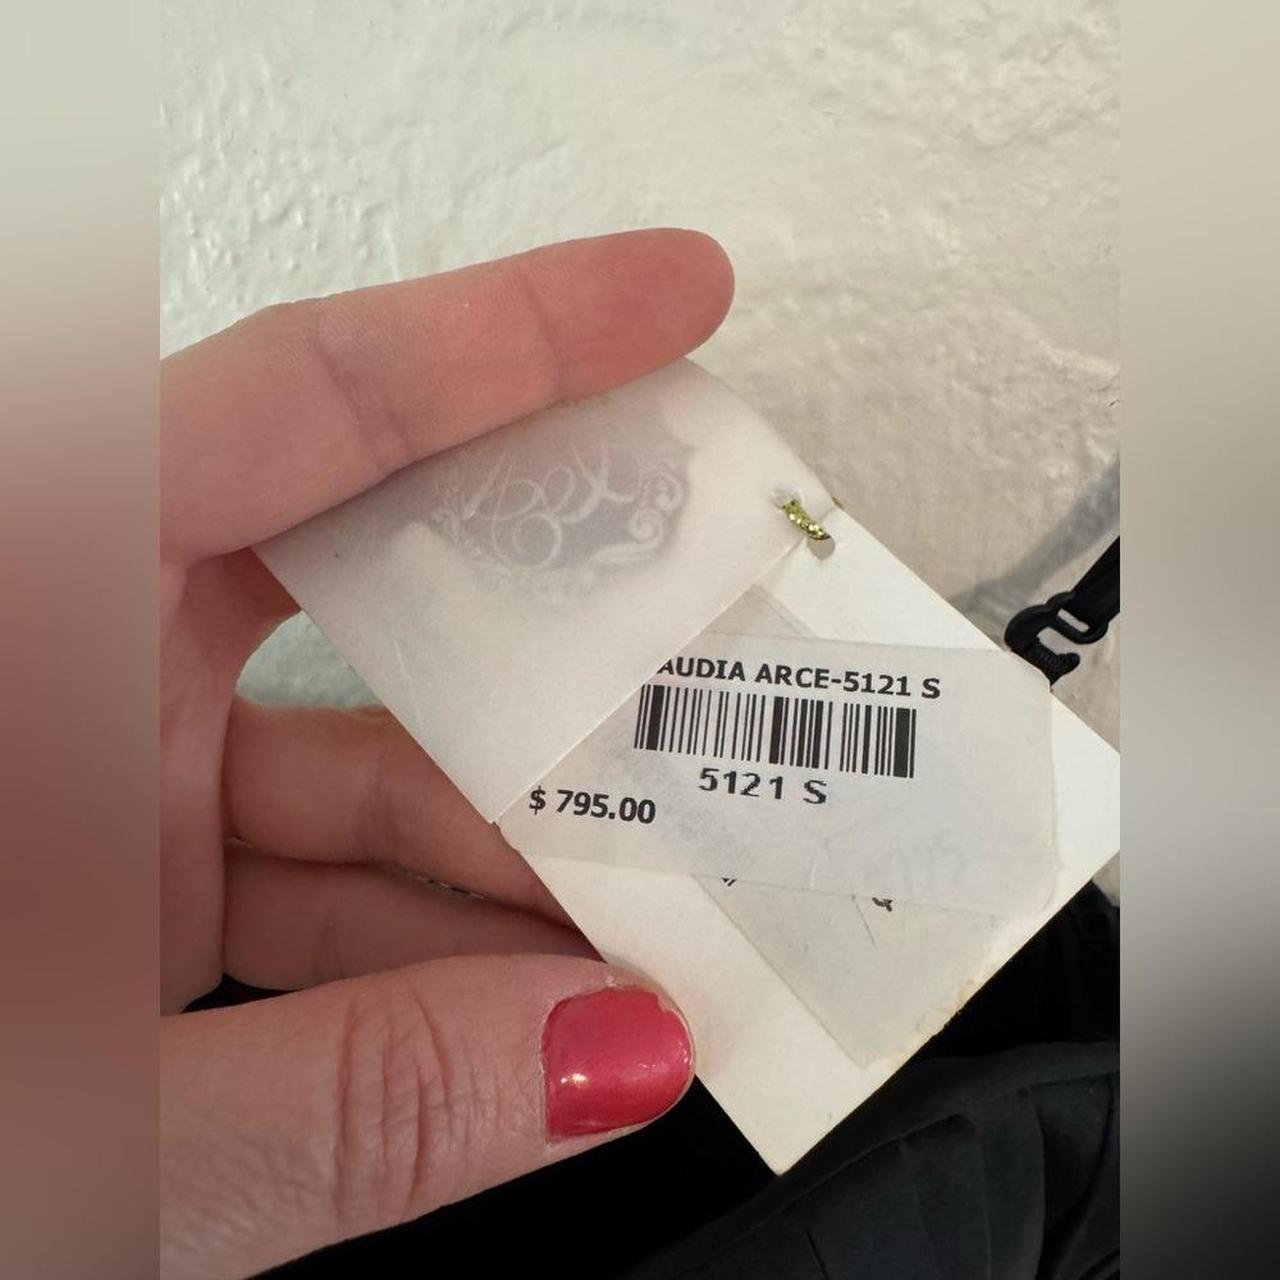 AUDIA ARCE-5121 S
5121 S
$ 795.00